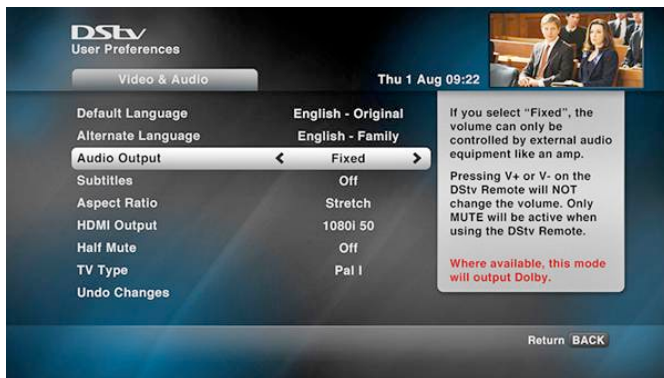 DStv
User Preferences
Video & Audio
Thu 1 Aug 09:22
Default Language English - Original
Alternate Language English - Family
Audio Output < Fixed >
Subtitles Off
Aspect Ratio Stretch
HDMI Output 1080i 50
Half Mute Off
TV Type Pal I
Undo Changes
If you select “Fixed”, the
volume can only be
controlled by external audio
equipment like an amp.
Pressing V+ or V- on the
DStv Remote will NOT
change the volume. Only
MUTE will be active when
using the DStv Remote.
Where available, this mode
will output Dolby.
Return BACK